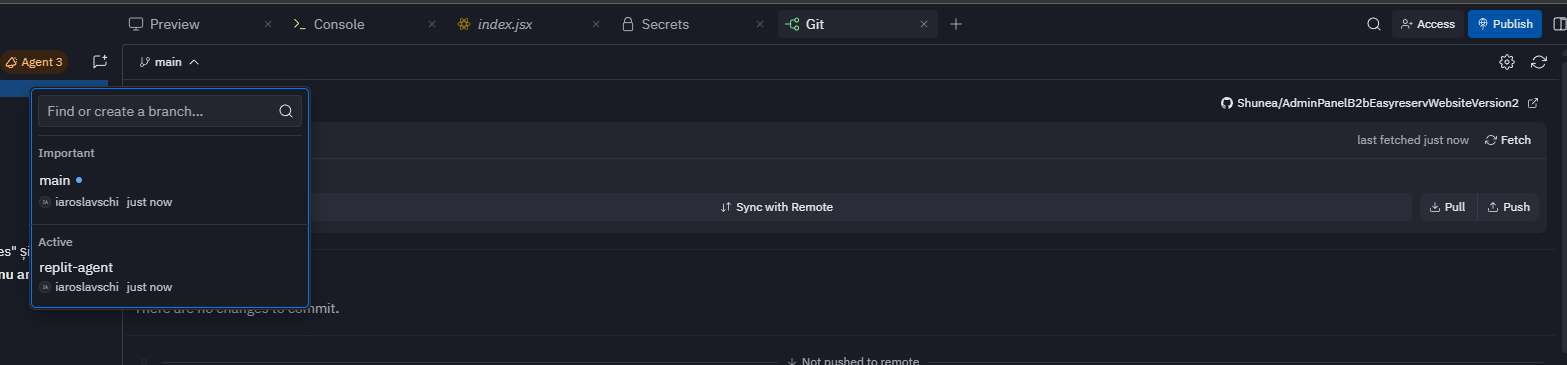 Preview
Console
index.jsx
Secrets
Git
Access
Publish
Agent 3
main
Find or create a branch...
Shunea/AdminPanelB2bEasyreservWebsiteVersion2
Important
last fetched just now
Fetch
main
iaroslavschi just now
Sync with Remote
Pull
Push
Active
es" și
replit-agent
nu ar
iaroslavschi just now
There are no changes to commit.
Not pushed to remote